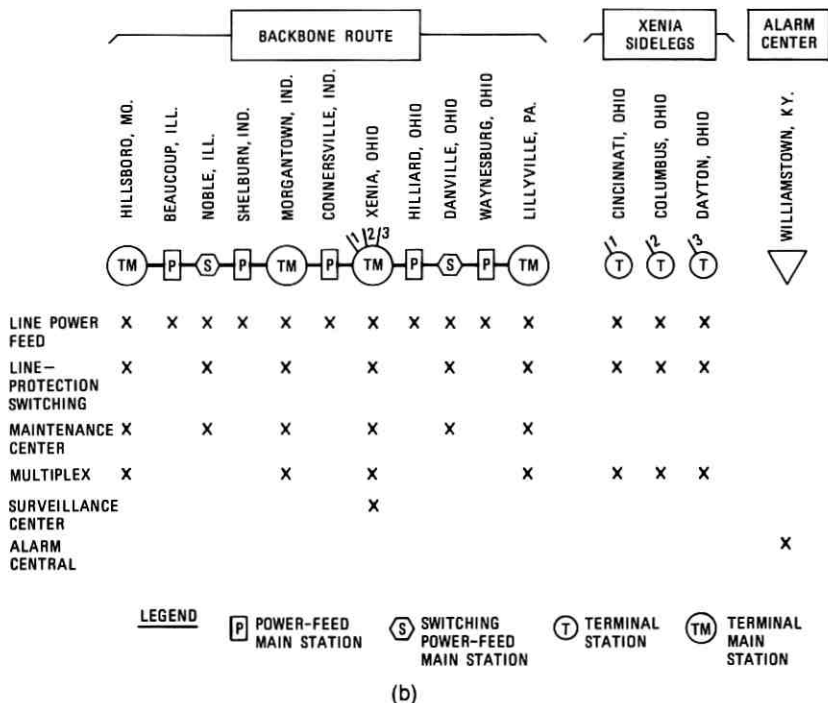 BACKBONE ROUTE
XENIA
SIDELEGS
ALARM
CENTER
HILLSBORO, MO.
BEAUCOUP, ILL.
NOBLE, ILL.
SHELBURN, IND.
MORGANTOWN, IND.
CONNERSVILLE, IND.
XENIA, OHIO
HILLIARD, OHIO
DANVILLE, OHIO
WAYNESBURG, OHIO
LILLYVILLE, PA.
CINCINNATI, OHIO
COLUMBUS, OHIO
DAYTON, OHIO
WILLIAMSTOWN, KY.
1 2 3 1 2 3
TM P S P TM P TM P S P TM T T T
LINE POWER FEED X X X X X X X X X X X X X X
LINE–PROTECTION SWITCHING X X X X X X X X X
MAINTENANCE CENTER X X X X X X
MULTIPLEX X X X X X X X
SURVEILLANCE CENTER X
ALARM CENTRAL X
LEGEND
P POWER-FEED MAIN STATION
S SWITCHING POWER-FEED MAIN STATION
T TERMINAL STATION
TM TERMINAL MAIN STATION
(b)